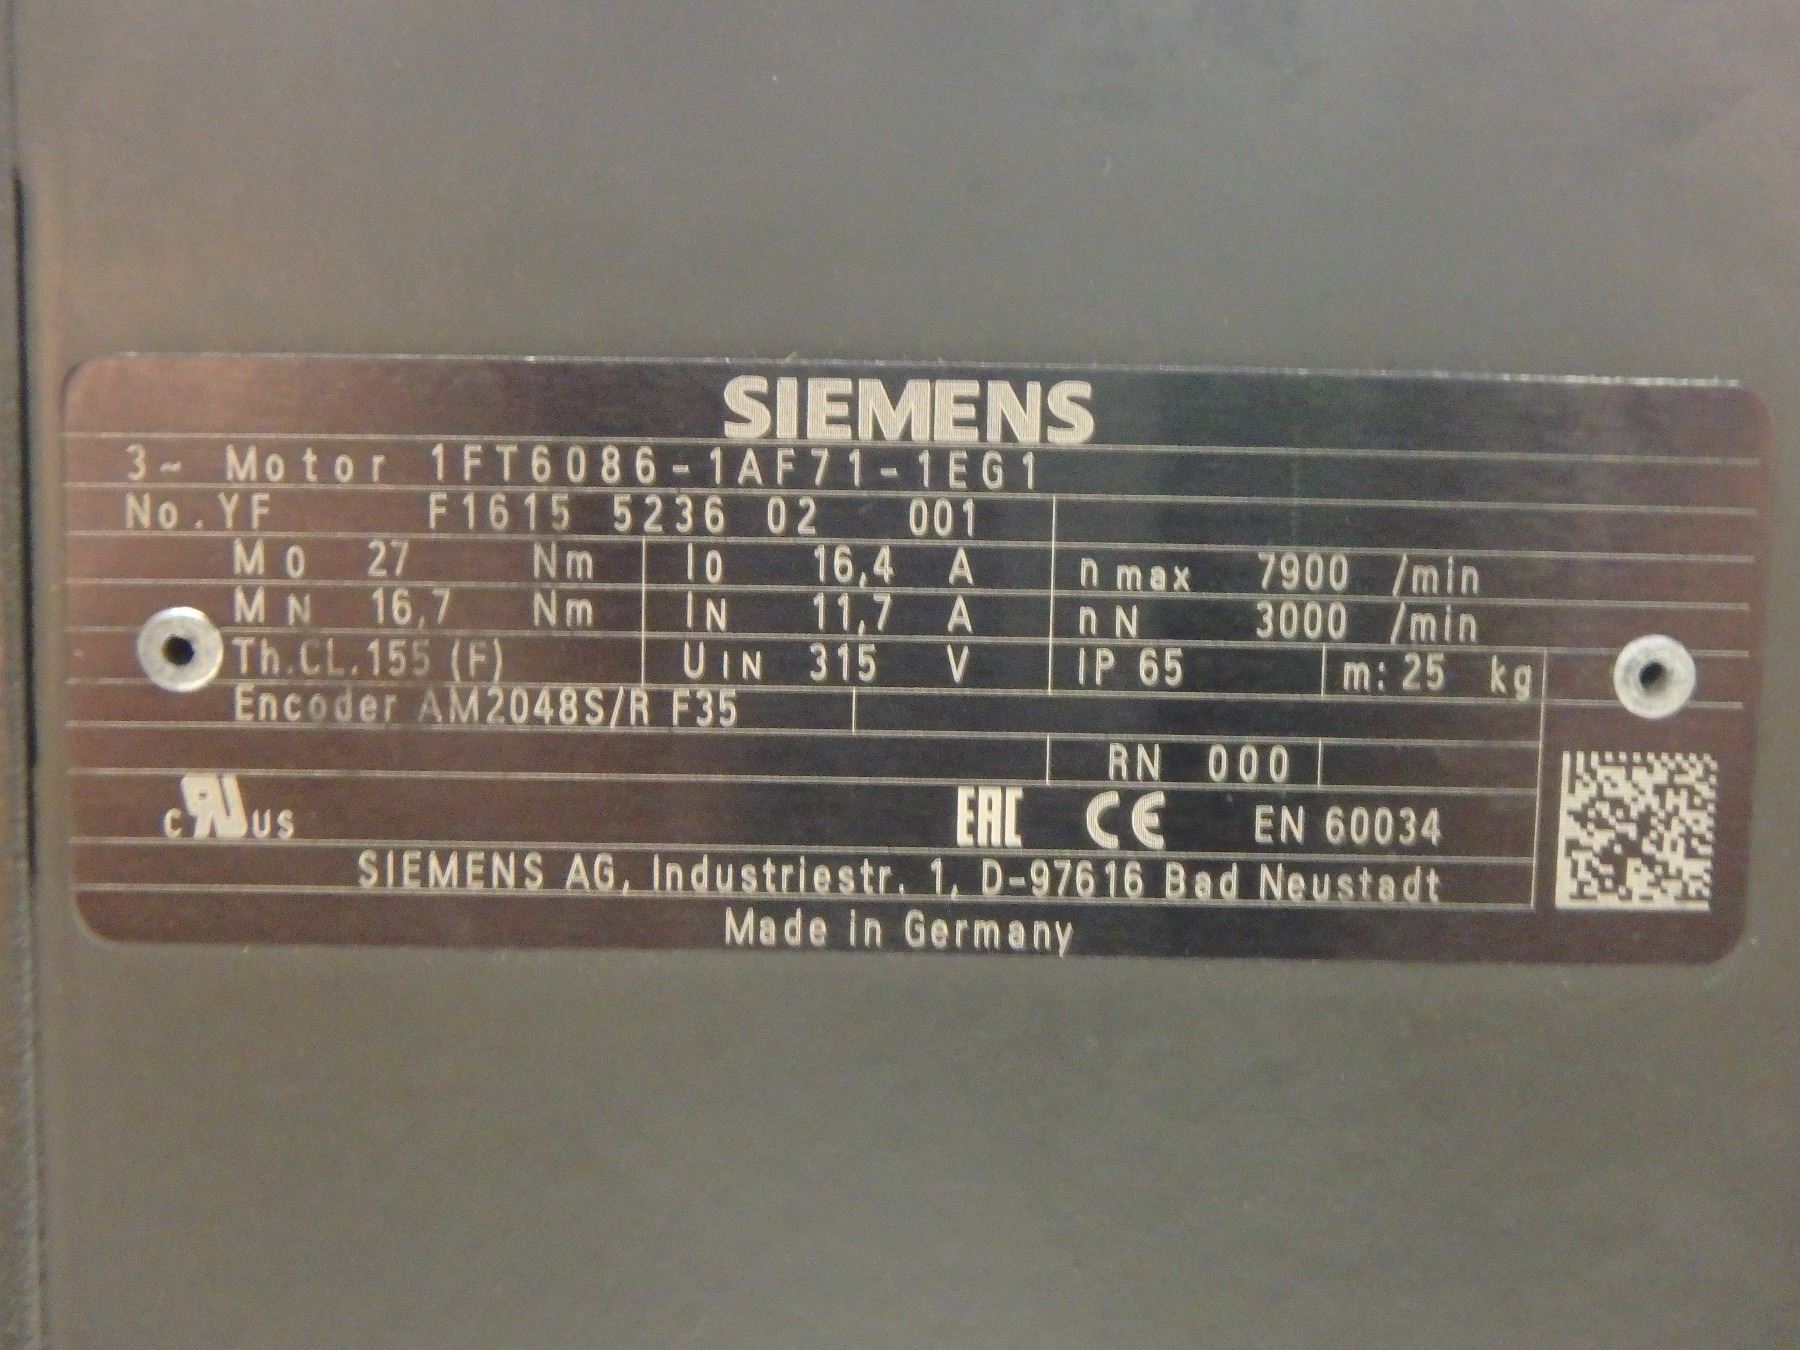 SIEMENS
3~ Motor 1FT6086-1AF71-1EG1
No.YF F1615 5236 02 001
M0 27 Nm I0 16,4 A n max 7900 /min
MN 16,7 Nm IN 11,7 A nN 3000 /min
Th.CL.155 (F) UIN 315 V IP 65 m: 25 kg
Encoder AM2048S/R F35
RN 000
c RU US EAC CE EN 60034
SIEMENS AG, Industriestr. 1, D-97616 Bad Neustadt
Made in Germany